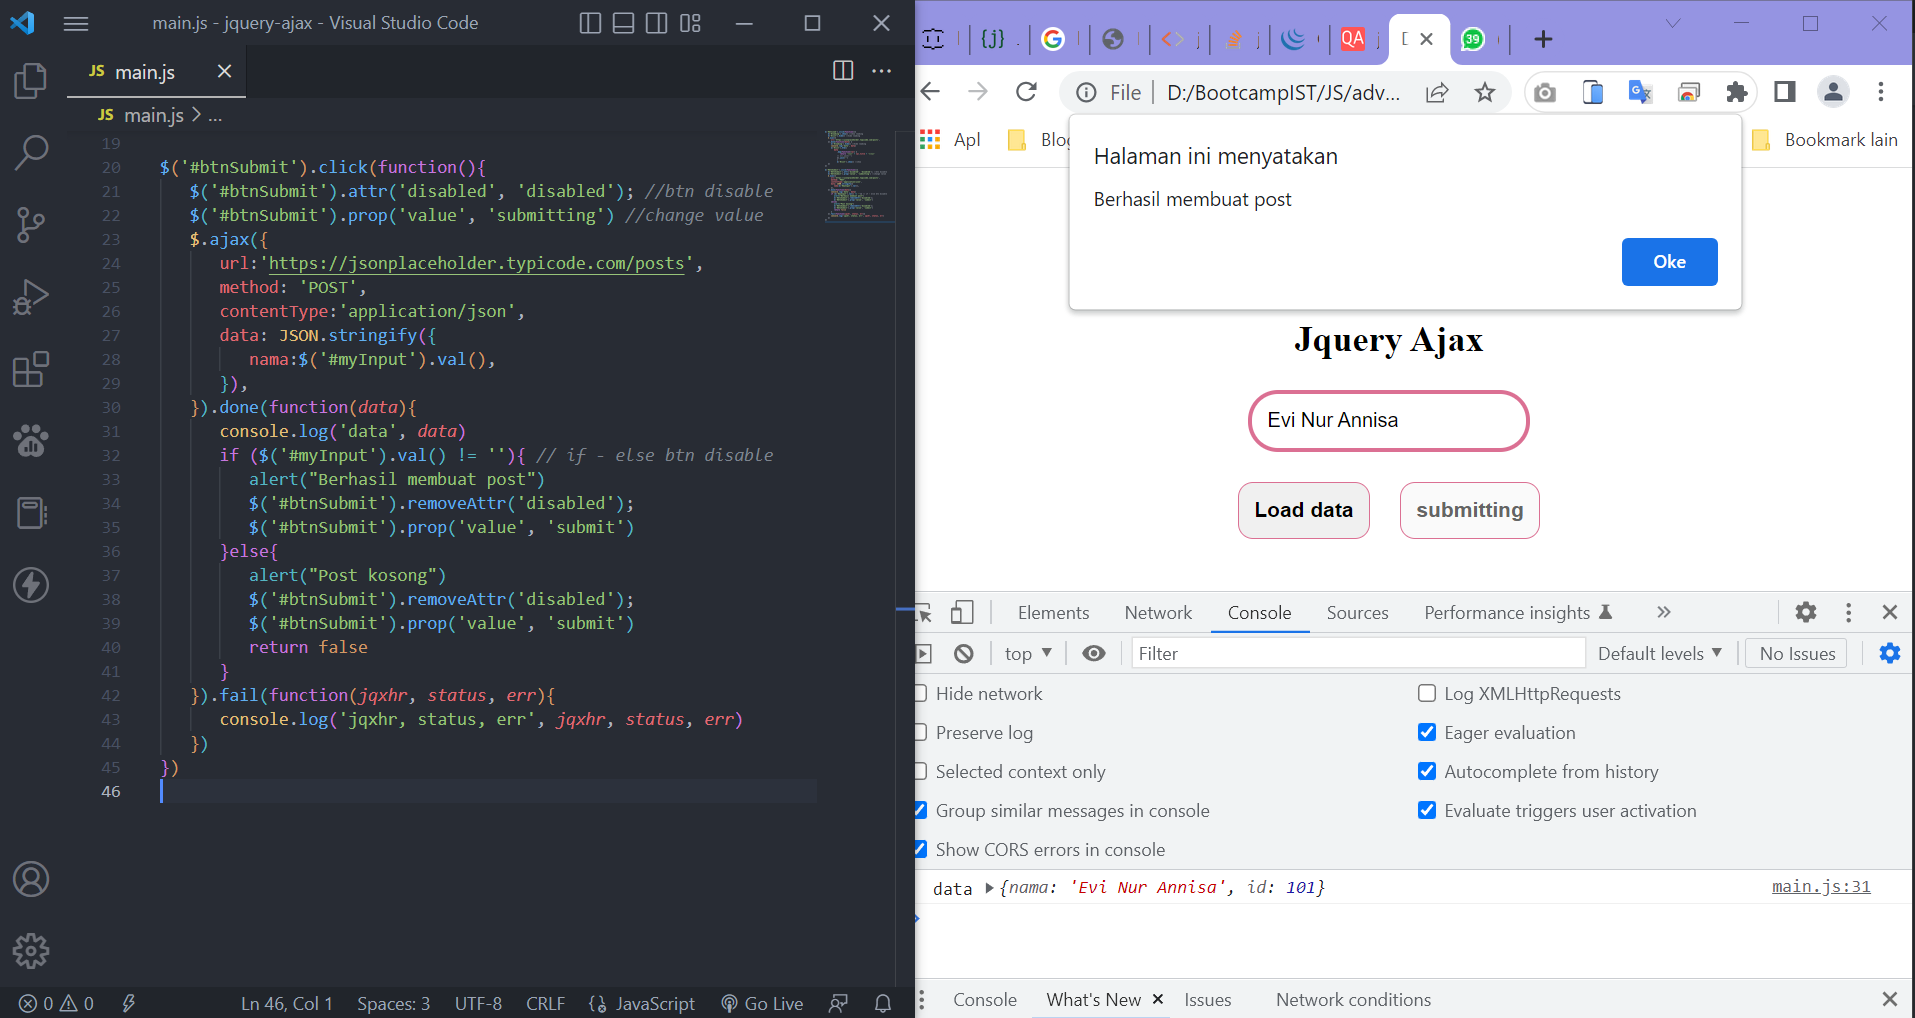 main.js - jquery-ajax - Visual Studio Code
JS main.js
JS main.js > ...
19
20 $('#btnSubmit').click(function(){
21 $('#btnSubmit').attr('disabled', 'disabled'); //btn disable
22 $('#btnSubmit').prop('value', 'submitting') //change value
23 $.ajax({
24 url:'https://jsonplaceholder.typicode.com/posts',
25 method: 'POST',
26 contentType:'application/json',
27 data: JSON.stringify({
28 nama:$('#myInput').val(),
29 }),
30 }).done(function(data){
31 console.log('data', data)
32 if ($('#myInput').val() != ''){ // if - else btn disable
33 alert("Berhasil membuat post")
34 $('#btnSubmit').removeAttr('disabled');
35 $('#btnSubmit').prop('value', 'submit')
36 }else{
37 alert("Post kosong")
38 $('#btnSubmit').removeAttr('disabled');
39 $('#btnSubmit').prop('value', 'submit')
40 return false
41 }
42 }).fail(function(jqxhr, status, err){
43 console.log('jqxhr, status, err', jqxhr, status, err)
44 })
45 })
46
0 0 Ln 46, Col 1 Spaces: 3 UTF-8 CRLF {} JavaScript Go Live
{j} G QA 39
File D:/BootcampIST/JS/adv...
Apl Blog Bookmark lain
Halaman ini menyatakan
Berhasil membuat post
Oke
Jquery Ajax
Evi Nur Annisa
Load data submitting
Elements Network Console Sources Performance insights
top Filter Default levels No Issues
Hide network Log XMLHttpRequests
Preserve log Eager evaluation
Selected context only Autocomplete from history
Group similar messages in console Evaluate triggers user activation
Show CORS errors in console
data {nama: 'Evi Nur Annisa', id: 101} main.js:31
Console What's New Issues Network conditions